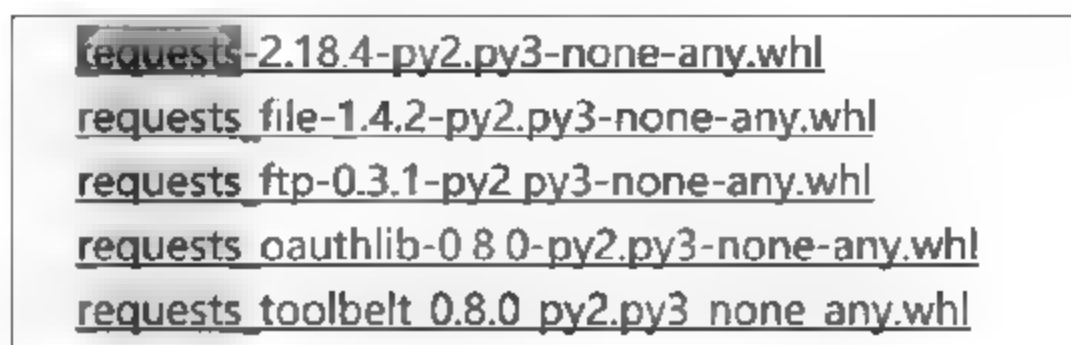 requests-2.18.4-py2.py3-none-any.whl
requests_file-1.4.2-py2.py3-none-any.whl
requests_ftp-0.3.1-py2.py3-none-any.whl
requests_oauthlib-0.8.0-py2.py3-none-any.whl
requests_toolbelt-0.8.0-py2.py3-none-any.whl